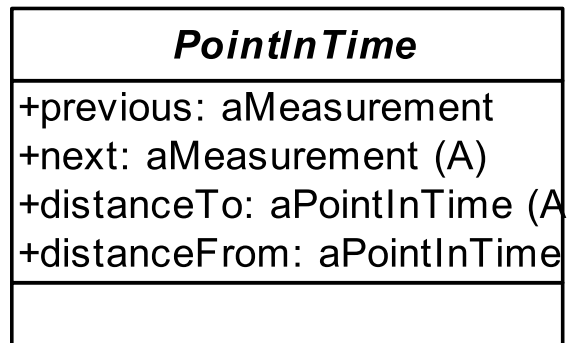 PointInTime
+previous: aMeasurement
+next: aMeasurement (A)
+distanceTo: aPointInTime (A
+distanceFrom: aPointInTime